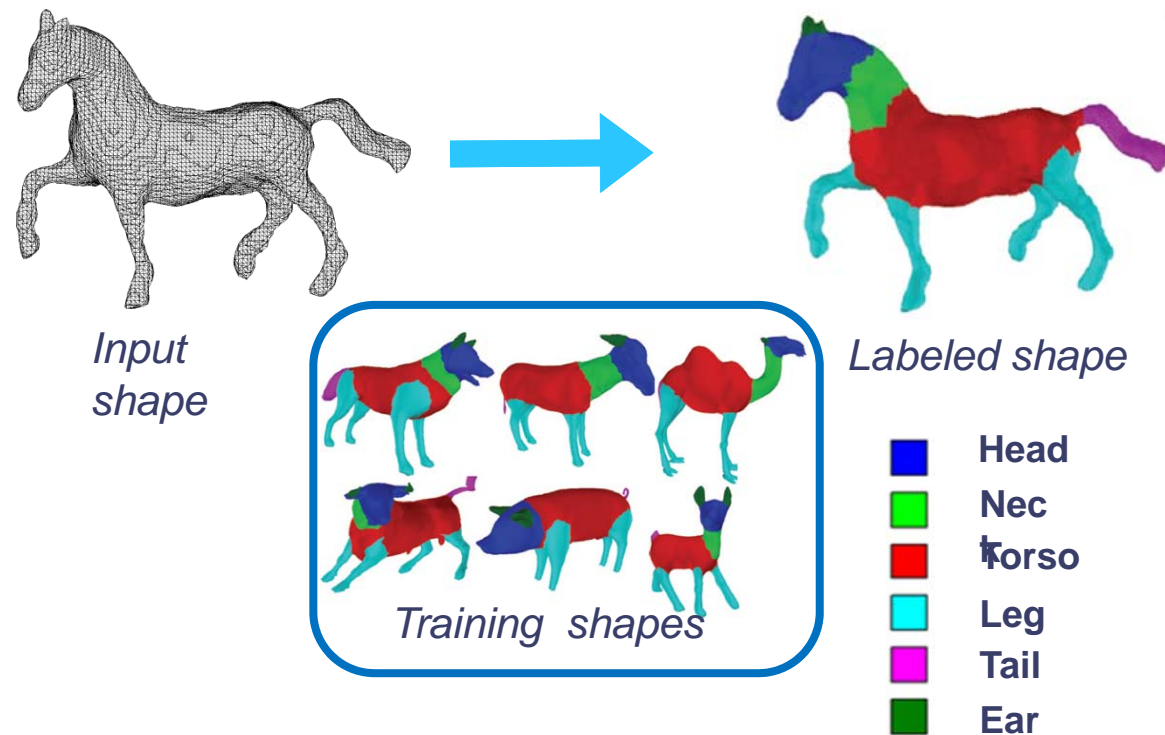 Input
shape
Labeled shape
Training shapes
Head
Nec
k
Torso
Leg
Tail
Ear